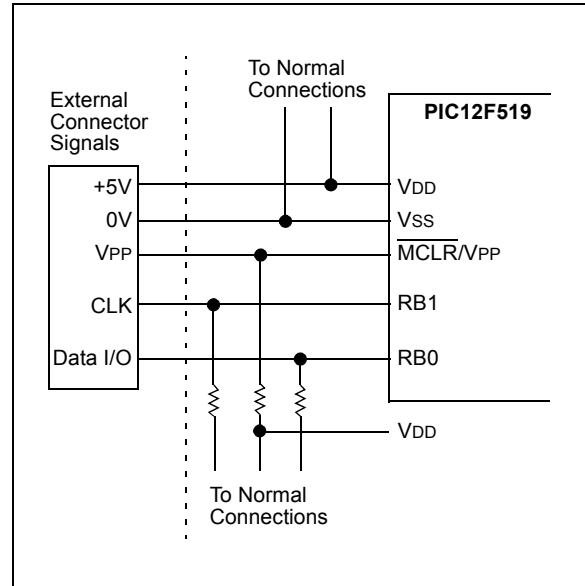 To Normal
Connections
External
Connector
Signals
PIC12F519
+5V
VDD
0V
VSS
VPP
MCLR/VPP
CLK
RB1
Data I/O
RB0
VDD
To Normal
Connections